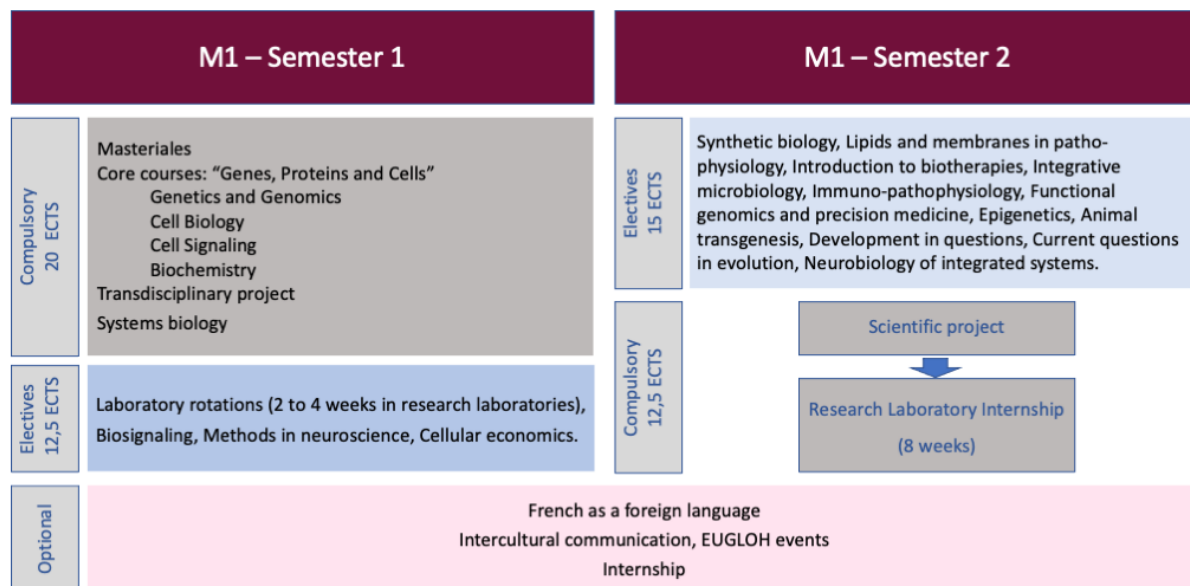 M1 – Semester 1
Compulsory
20 ECTS
Masteriales
Core courses: “Genes, Proteins and Cells”
Genetics and Genomics
Cell Biology
Cell Signaling
Biochemistry
Transdisciplinary project
Systems biology
Electives
12,5 ECTS
Laboratory rotations (2 to 4 weeks in research laboratories),
Biosignaling, Methods in neuroscience, Cellular economics.
M1 – Semester 2
Electives
15 ECTS
Synthetic biology, Lipids and membranes in patho-
physiology, Introduction to biotherapies, Integrative
microbiology, Immuno-pathophysiology, Functional
genomics and precision medicine, Epigenetics, Animal
transgenesis, Development in questions, Current questions
in evolution, Neurobiology of integrated systems.
Compulsory
12,5 ECTS
Scientific project
Research Laboratory Internship
(8 weeks)
Optional
French as a foreign language
Intercultural communication, EUGLOH events
Internship